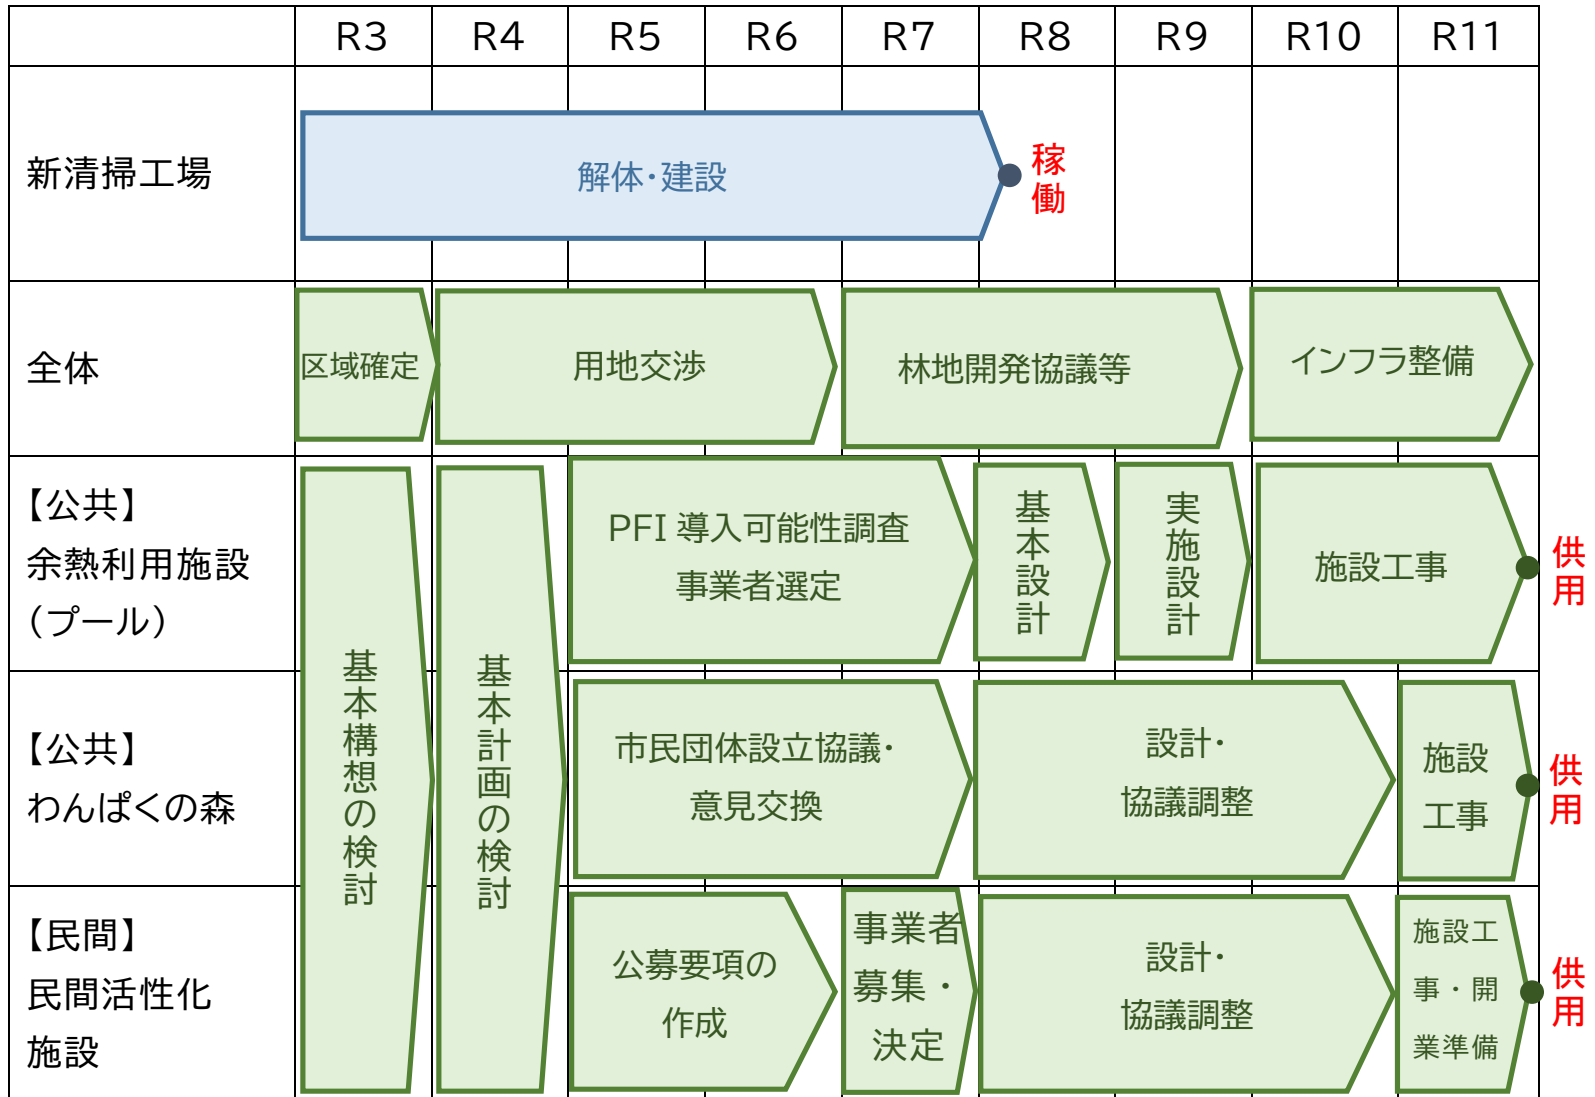 R3 R4 R5 R6 R7 R8 R9 R10 R11
新清掃工場
解体・建設
稼働
全体
区域確定
用地交渉
林地開発協議等
インフラ整備
【公共】
余熱利用施設
（プール）
基本構想の検討
基本計画の検討
PFI 導入可能性調査
事業者選定
基本設計
実施設計
施設工事
供用
【公共】
わんぱくの森
市民団体設立協議・
意見交換
設計・
協議調整
施設
工事
供用
【民間】
民間活性化
施設
公募要項の
作成
事業者
募集・
決定
設計・
協議調整
施設工
事・開
業準備
供用